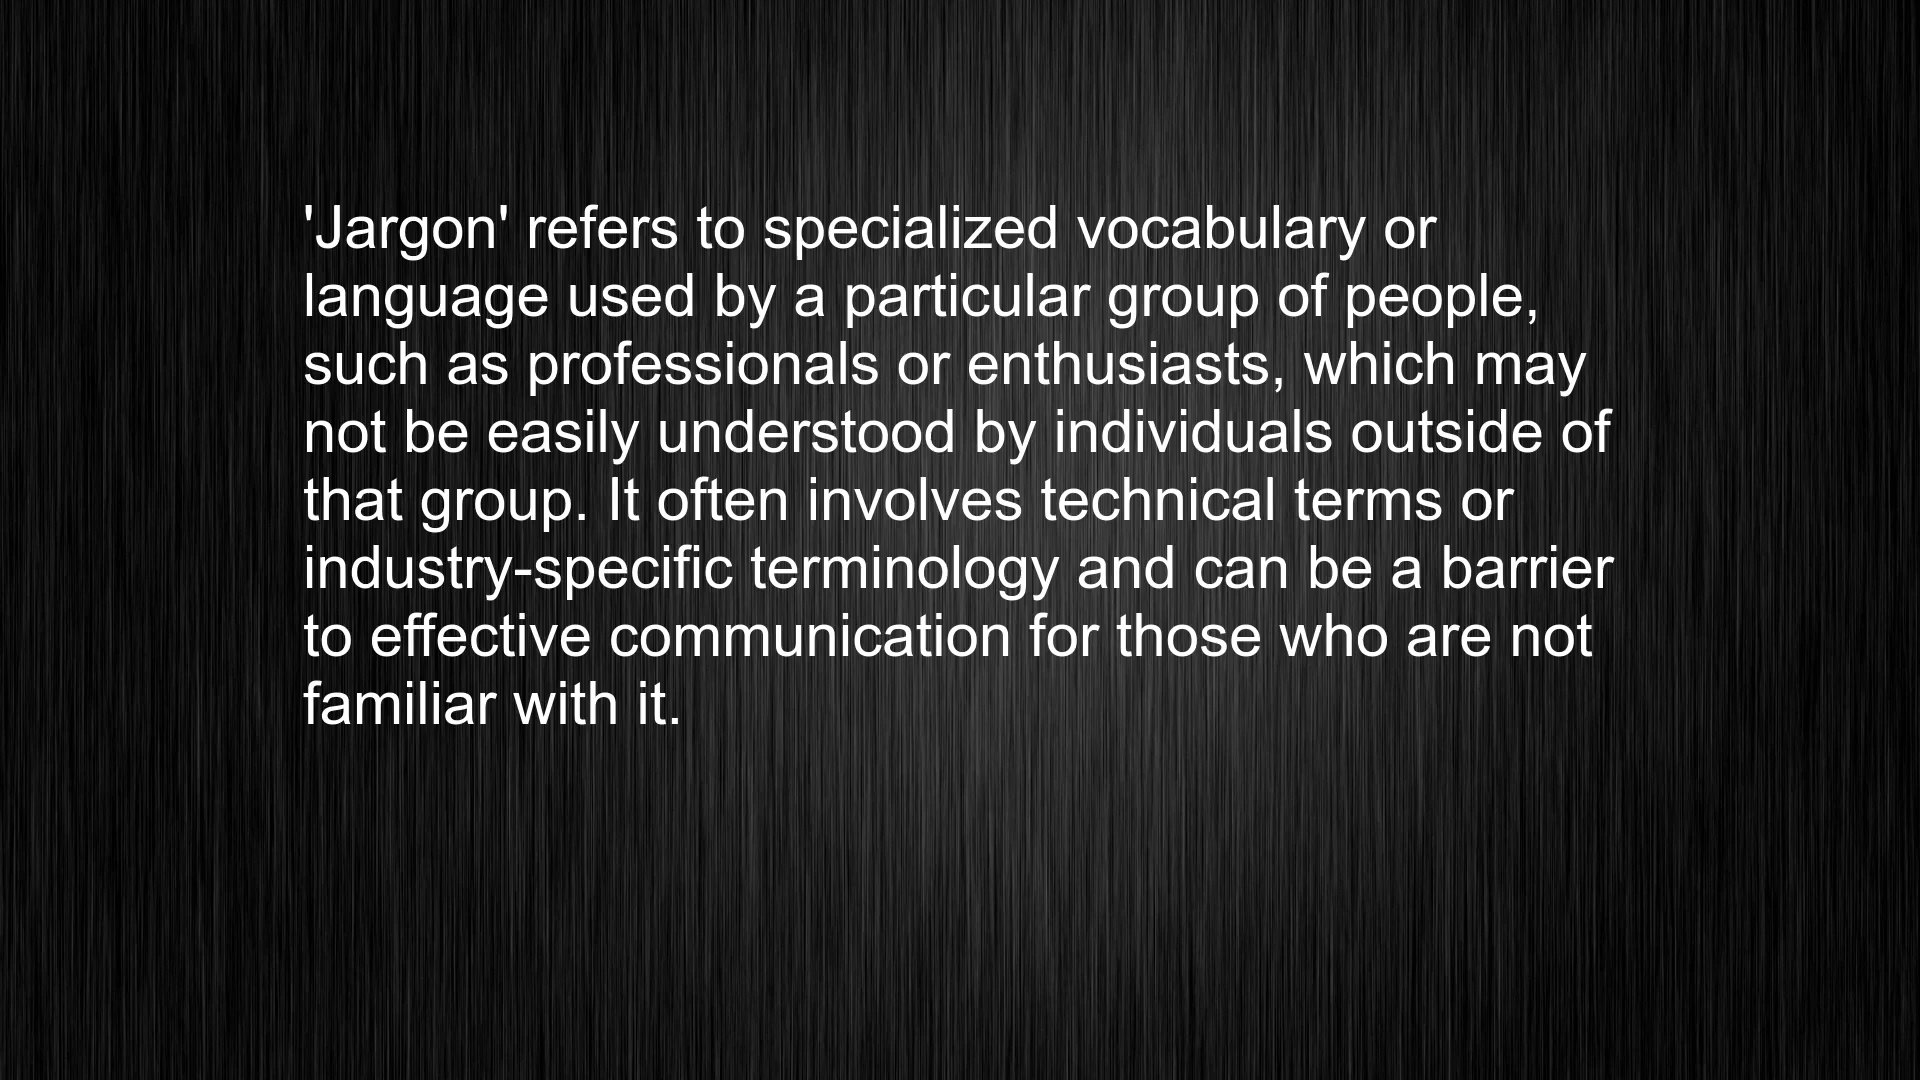 'Jargon' refers to specialized vocabulary or
language used by a particular group of people,
such as professionals or enthusiasts, which may
not be easily understood by individuals outside of
that group. It often involves technical terms or
industry-specific terminology and can be a barrier
to effective communication for those who are not
familiar with it.